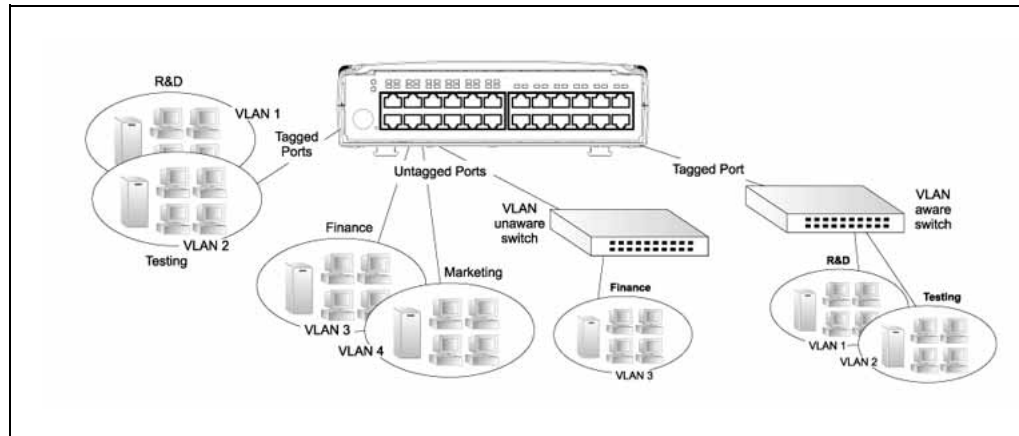 R&D
VLAN 1
Tagged
Ports
VLAN 2
Testing
Untagged Ports
Finance
VLAN 3
Marketing
VLAN 4
VLAN
unaware
switch
Finance
VLAN 3
Tagged Port
VLAN
aware
switch
R&D
VLAN 1
Testing
VLAN 2